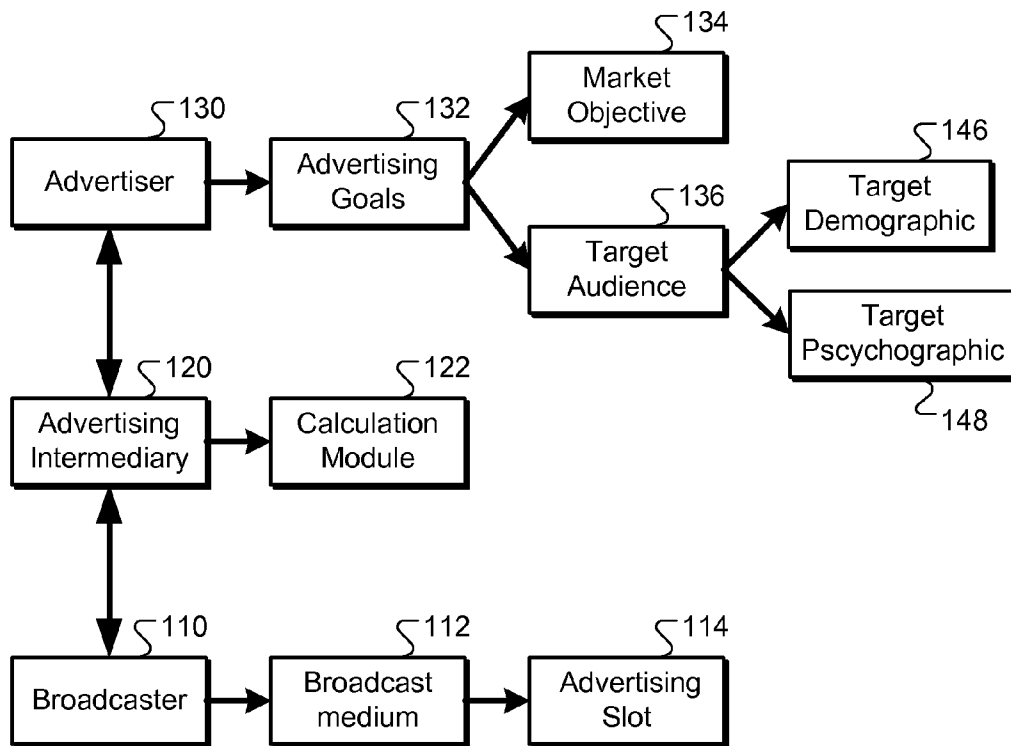 134
Market
Objective
130
Advertiser
132
Advertising
Goals
146
Target
Demographic
136
Target
Audience
Target
Pscychographic
148
120
Advertising
Intermediary
122
Calculation
Module
110
Broadcaster
112
Broadcast
medium
114
Advertising
Slot